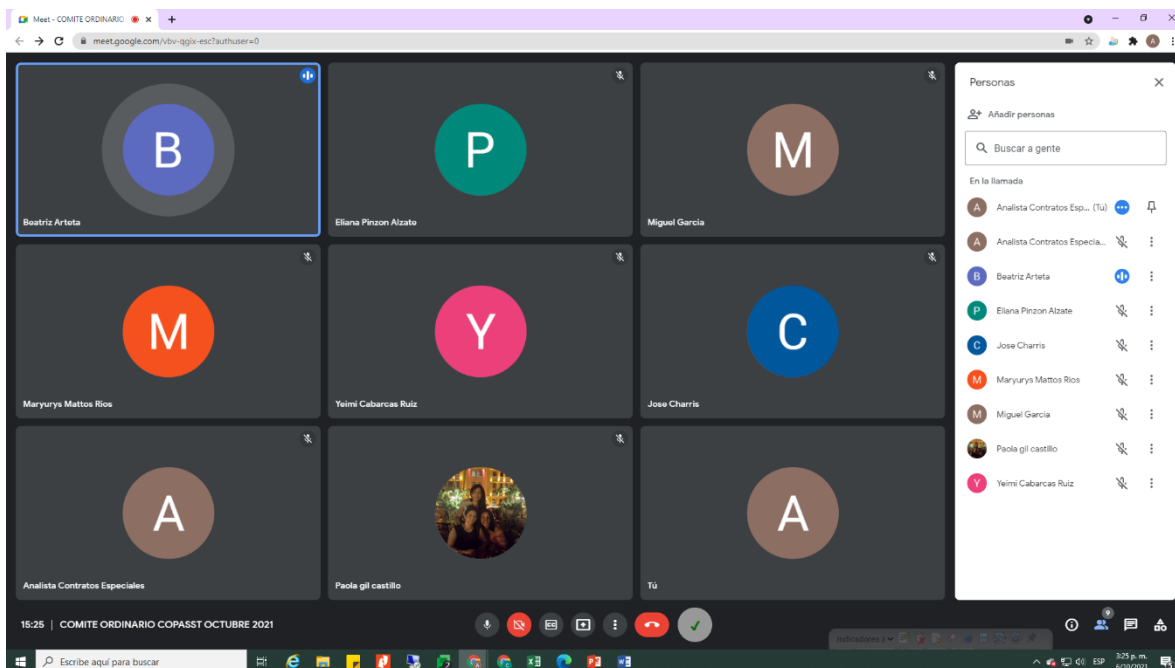 Meet - COMITE ORDINARIO
meet.google.com/vbv-qgix-esc?authuser=0
A
B
Beatriz Arteta
P
Eliana Pinzon Alzate
M
Miguel Garcia
M
Maryurys Mattos Rios
Y
Yeimi Cabarcas Ruiz
C
Jose Charris
A
Analista Contratos Especiales
Paola gil castillo
A
Tú
Personas
Añadir personas
Buscar a gente
En la llamada
A Analista Contratos Esp... (Tú)
A Analista Contratos Especia...
B Beatriz Arteta
P Eliana Pinzon Alzate
C Jose Charris
M Maryurys Mattos Rios
M Miguel Garcia
Paola gil castillo
Y Yeimi Cabarcas Ruiz
15:25 | COMITE ORDINARIO COPASST OCTUBRE 2021
9
Escribe aquí para buscar
ESP
3:25 p. m.
6/10/2021